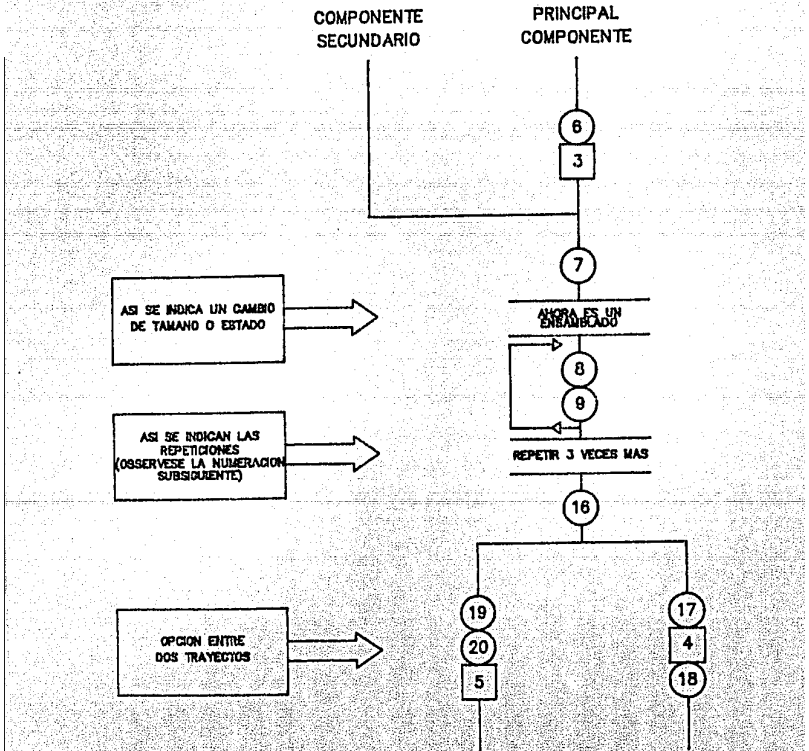 COMPONENTE
SECUNDARIO
PRINCIPAL
COMPONENTE
6
3
7
ASI SE INDICA UN CAMBIO
DE TAMANO O ESTADO
AHORA ES UN
ENSAMBLADO
8
9
ASI SE INDICAN LAS
REPETICIONES
(OSSERVESE LA NUMERACION
SUBSIGUIENTE)
REPETIR 3 VECES MAS
16
OPCION ENTRE
DOS TRAYECTOS
19
20
5
17
4
18